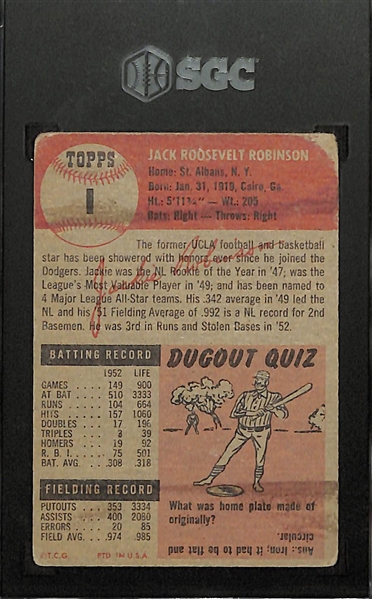 SGC
TOPPS
1
JACK ROOSEVELT ROBINSON
Home: St. Albans, N. Y.
Born: Jan. 31, 1919, Cairo, Ga.
Ht.: 5'11¾" — Wt.: 205
Bats: Right — Throws: Right
The former UCLA football and basketball
star has been showered with honors ever since he joined the
Dodgers. Jackie was the NL Rookie of the Year in '47; was the
League's Most Valuable Player in '49; and has been named to
4 Major League All-Star teams. His .342 average in '49 led the
NL and his '51 Fielding Average of .992 is a NL record for 2nd
Basemen. He was 3rd in Runs and Stolen Bases in '52.
Jackie Robinson
BATTING RECORD
1952 LIFE
GAMES 149 900
AT BAT 510 3333
RUNS 104 664
HITS 157 1060
DOUBLES 17 196
TRIPLES 3 39
HOMERS 19 92
R. B. I. 75 501
BAT. AVG. .308 .318
FIELDING RECORD
PUTOUTS 353 3334
ASSISTS 400 2080
ERRORS 20 85
FIELD AVG. .974 .985
©T.C.G. PTD IN U.S.A.
DUGOUT QUIZ
What was home plate made of
originally?
Ans.: Iron; it had to be flat and
circular.